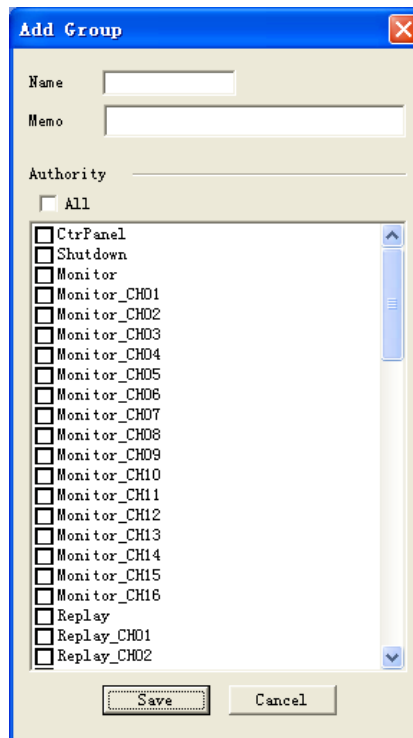 Add Group
Name
Memo
Authority
All
CtrPanel
Shutdown
Monitor
Monitor_CH01
Monitor_CH02
Monitor_CH03
Monitor_CH04
Monitor_CH05
Monitor_CH06
Monitor_CH07
Monitor_CH08
Monitor_CH09
Monitor_CH10
Monitor_CH11
Monitor_CH12
Monitor_CH13
Monitor_CH14
Monitor_CH15
Monitor_CH16
Replay
Replay_CH01
Replay_CH02
Save Cancel